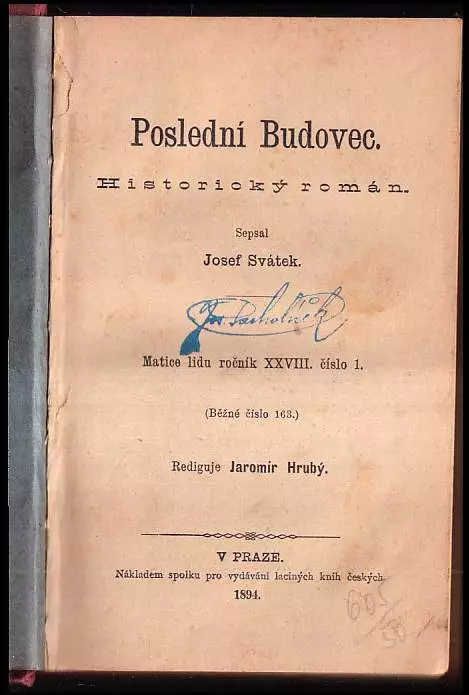 Poslední Budovec.
Historický román.
Sepsal
Josef Svátek.
Matice lidu ročník XXVIII. číslo 1.
(Běžné číslo 163.)
Rediguje Jaromír Hrubý.
V PRAZE.
Nákladem spolku pro vydávání laciných knih českých.
1894.